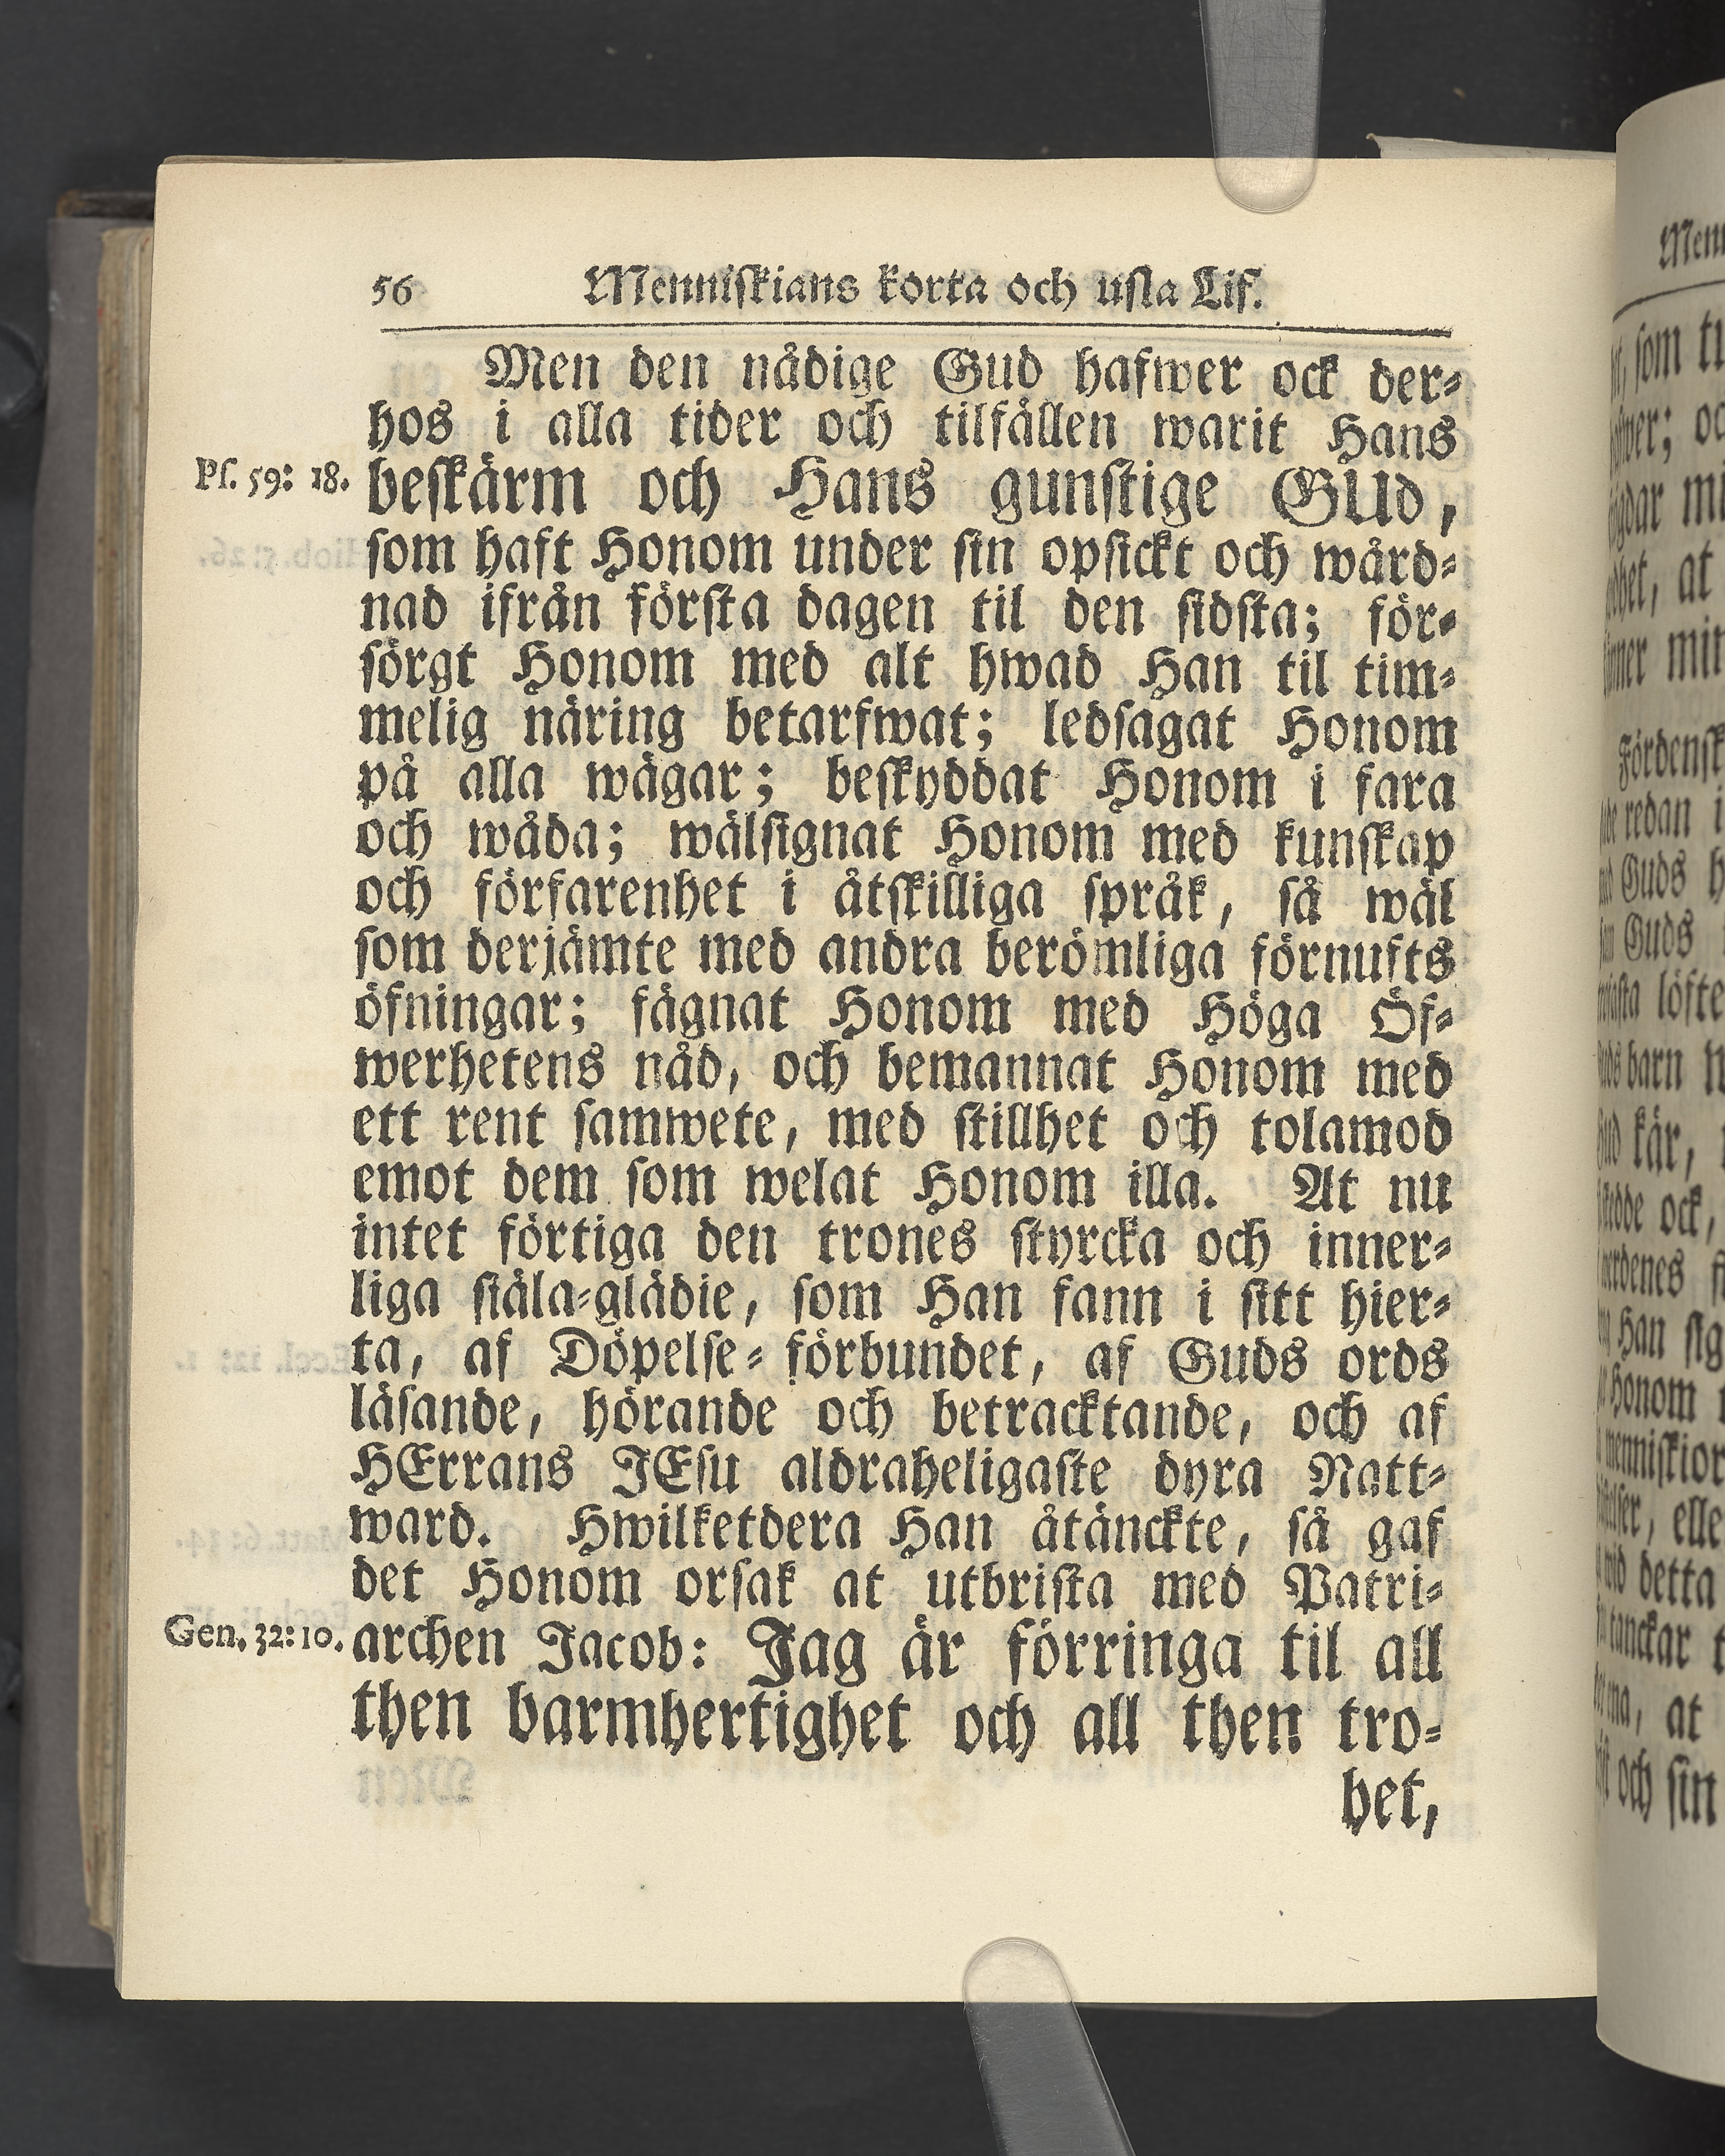 56 Menniskians korta och usla Lif.
Men den nådige Gud hafwer ock der-
hos i alla tider och tilfällen warit Hans
Ps. 59: 18. beskärm och Hans gunstige GUd,
som haft Honom under sin opsickt och wård-
nad ifrån första dagen til den sidsta; för-
sörgt Honom med alt hwad Han til tim-
melig näring betarfwat; ledsagat Honom
på alla wägar; beskyddat Honom i fara
och wåda; wälsignat Honom med kunskap
och förfarenhet i åtskilliga språk, så wäl
som derjämte med andra berömliga förnufts
öfningar; fägnat Honom med Höga Öf-
werhetens nåd, och bemannat Honom med
ett rent samwete, med stillhet och tolamod
emot dem som welat Honom illa. At nu
intet förtiga den trones styrcka och inner-
liga siäla-glädie, som Han fann i sitt hier-
ta, af Döpelse-förbundet, af Guds ords
läsande, hörande och betracktande, och af
HErrans JEsu aldraheligaste dyra Natt-
ward. Hwilketdera Han åtänckte, så gaf
det Honom orsak at utbrista med Patri-
Gen. 32: 10. archen Jacob: Jag är förringa til all
then barmhertighet och all then tro-
het,